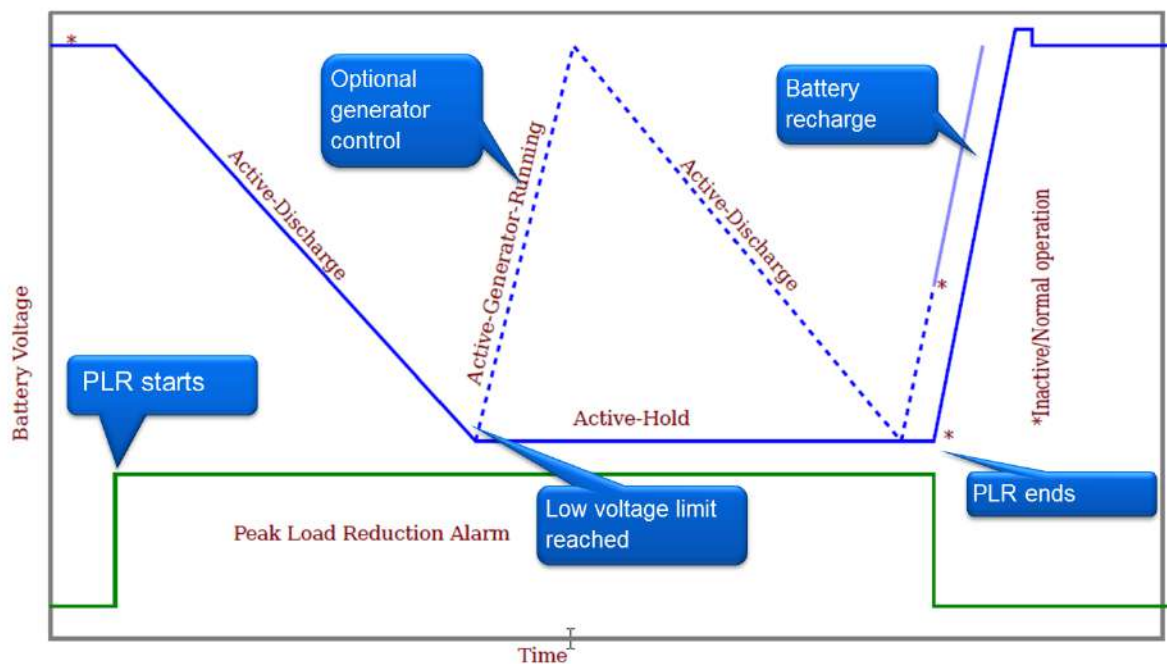 *
Optional
generator
control
Battery
recharge
Active-Discharge
Active-Generator-Running
Active-Discharge
*
*Inactive/Normal operation
Battery Voltage
PLR starts
Active-Hold
*
PLR ends
Low voltage limit
reached
Peak Load Reduction Alarm
Time